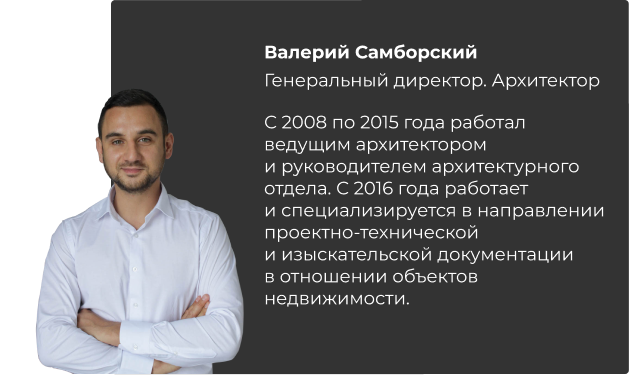 Валерий Самборский
Генеральный директор. Архитектор
С 2008 по 2015 года работал
ведущим архитектором
и руководителем архитектурного
отдела. С 2016 года работает
и специализируется в направлении
проектно-технической
и изыскательской документации
в отношении объектов
недвижимости.